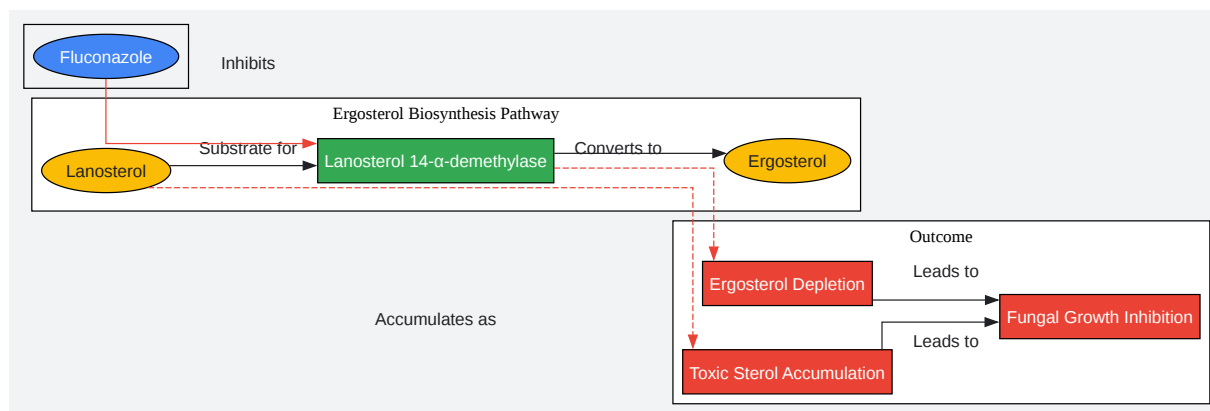 Fluconazole
Inhibits
Ergosterol Biosynthesis Pathway
Lanosterol
Substrate for
Lanosterol 14-α-demethylase
Converts to
Ergosterol
Outcome
Ergosterol Depletion
Leads to
Fungal Growth Inhibition
Accumulates as
Leads to
Toxic Sterol Accumulation